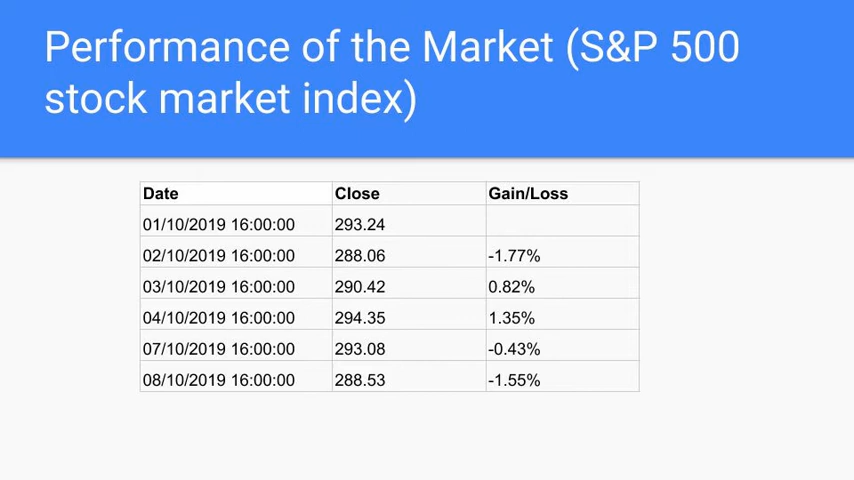 Performance of the Market (S&P 500
stock market index)
Date Close Gain/Loss
01/10/2019 16:00:00 293.24
02/10/2019 16:00:00 288.06 -1.77%
03/10/2019 16:00:00 290.42 0.82%
04/10/2019 16:00:00 294.35 1.35%
07/10/2019 16:00:00 293.08 -0.43%
08/10/2019 16:00:00 288.53 -1.55%